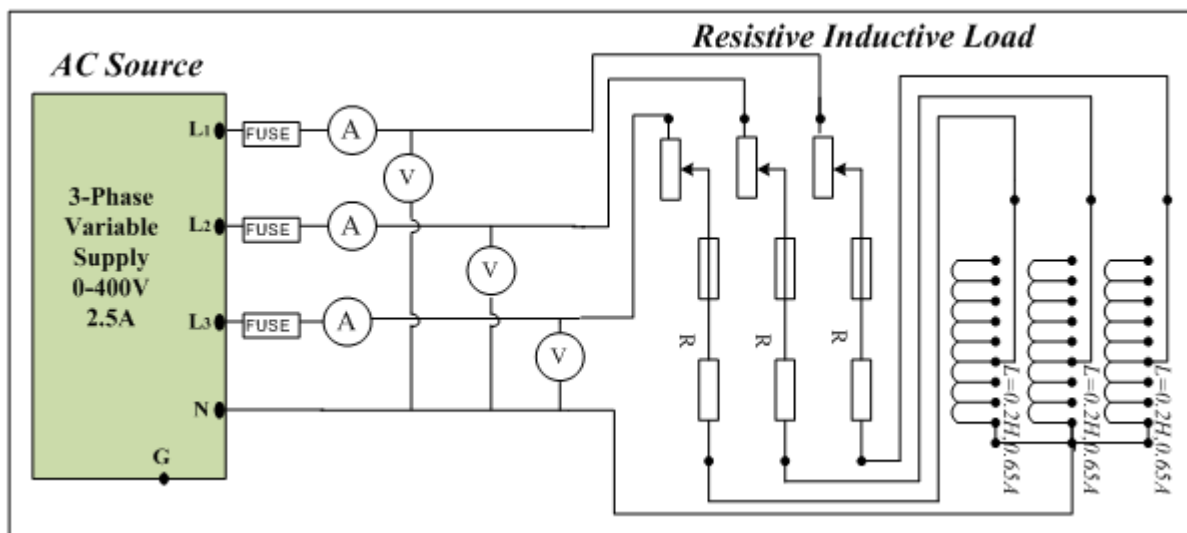 Resistive Inductive Load
AC Source
L1
FUSE
A
V
3-Phase
Variable
Supply
0-400V
2.5A
L2
FUSE
A
V
L3
FUSE
A
V
R
R
R
N
G
L=0.2H,0.65A
L=0.2H,0.65A
L=0.2H,0.65A